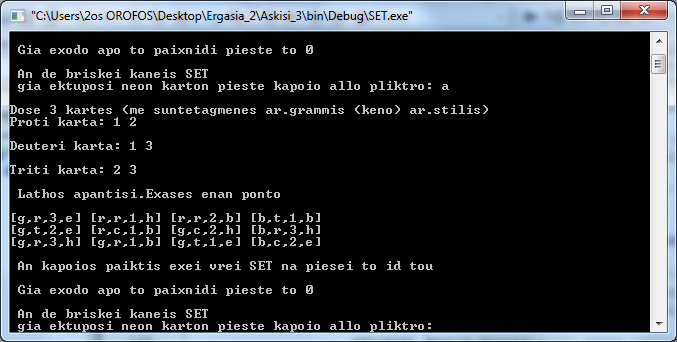 "C:\Users\2os OROFOS\Desktop\Ergasia_2\Askisi_3\bin\Debug\SET.exe"
Gia exodo apo to paixnidi pieste to 0
An de briskei kaneis SET
gia ektuposi neon karton pieste kapoio allo pliktro: a
Dose 3 kartes (me suntetagmenes ar.grammis (keno) ar.stilis)
Proti karta: 1 2
Deuteri karta: 1 3
Triti karta: 2 3
Lathos apantisi.Exases enan ponto
[g,r,3,e] [r,r,1,h] [r,r,2,b] [b,t,1,b]
[g,t,2,e] [r,c,1,b] [g,c,2,h] [b,r,3,h]
[g,r,3,h] [g,r,1,b] [g,t,1,e] [b,c,2,e]
An kapoios paiktis exei vrei SET na piesei to id tou
Gia exodo apo to paixnidi pieste to 0
An de briskei kaneis SET
gia ektuposi neon karton pieste kapoio allo pliktro: